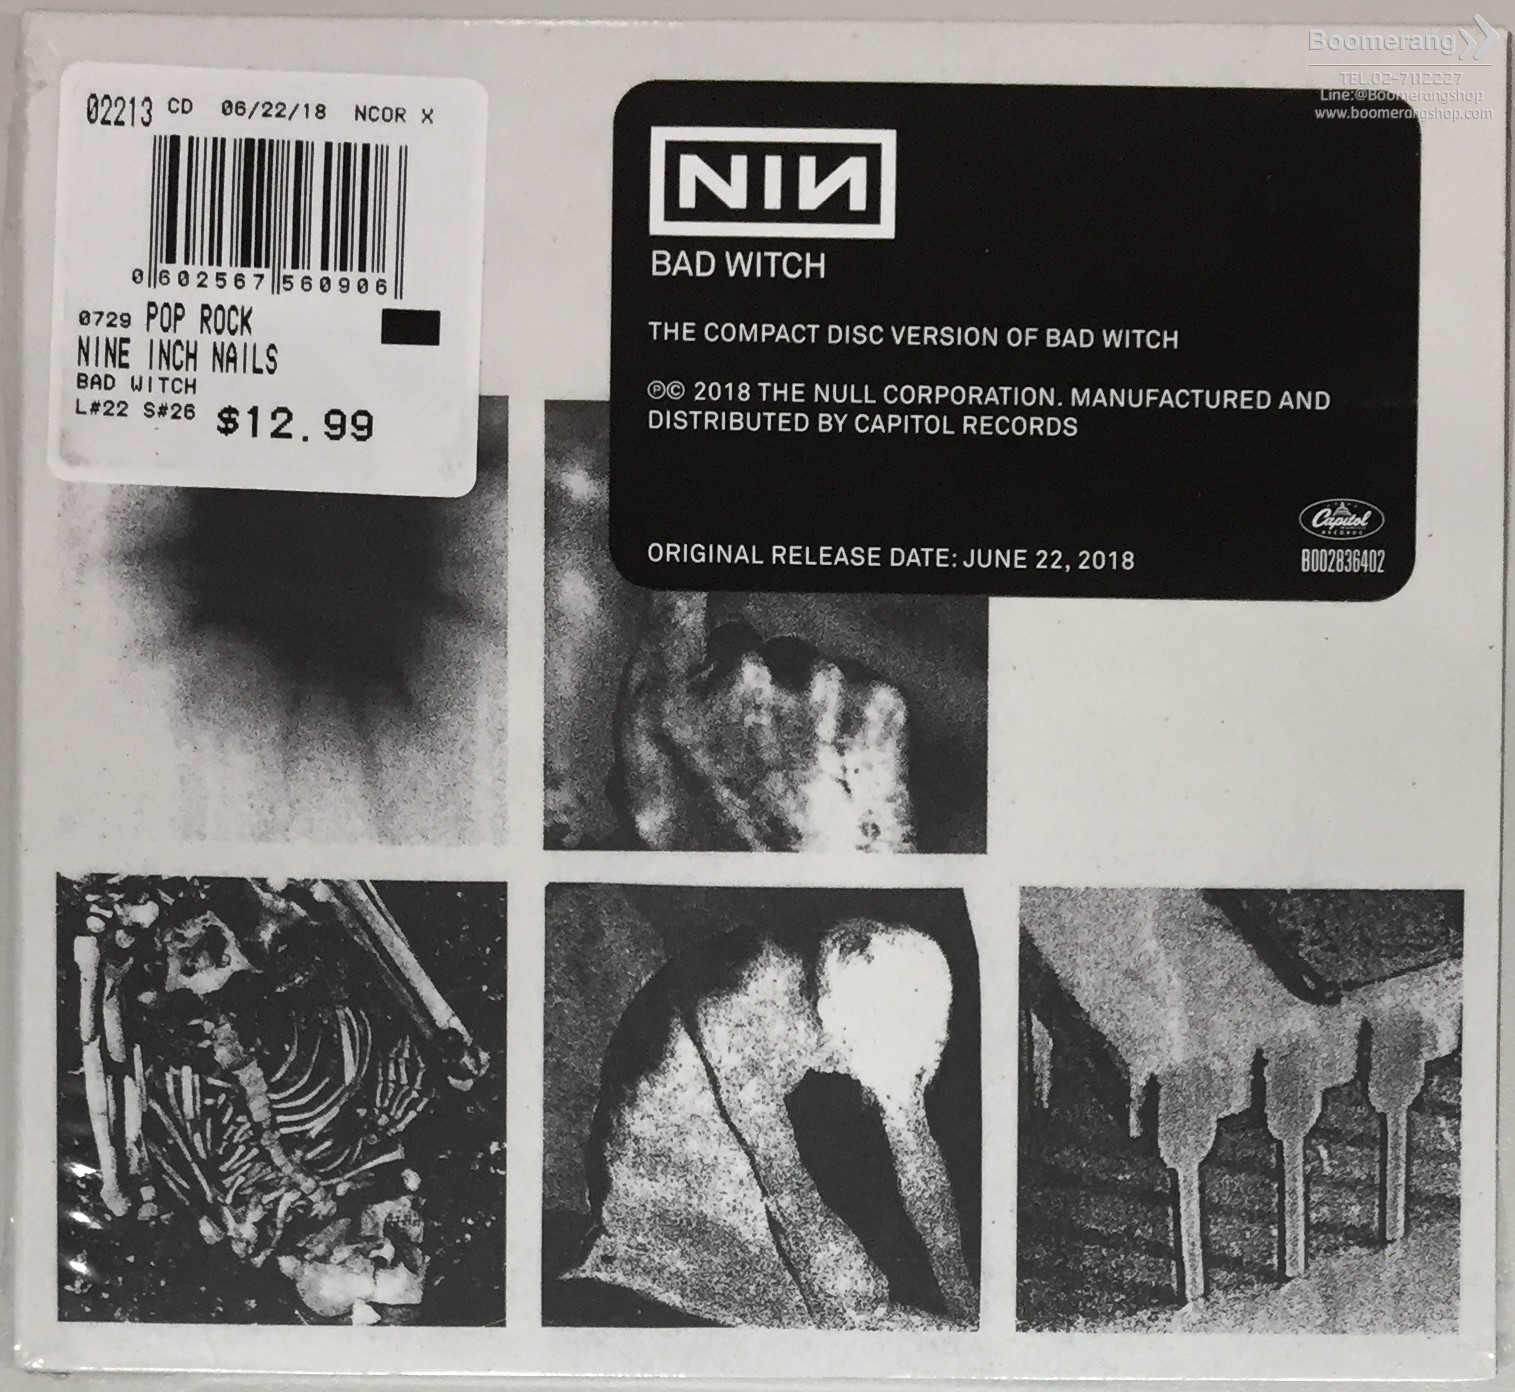 Boomerang
TEL.02-7112227
Line:@Boomerangshop
www.boomerangshop.com
02213 CD 06/22/18 NCOR X
0 602567 560906
0729 POP ROCK
NINE INCH NAILS
BAD WITCH
L#22 S#26 $12.99
NIN
BAD WITCH
THE COMPACT DISC VERSION OF BAD WITCH
℗© 2018 THE NULL CORPORATION. MANUFACTURED AND
DISTRIBUTED BY CAPITOL RECORDS
Capitol
RECORDS
ORIGINAL RELEASE DATE: JUNE 22, 2018
B002836402